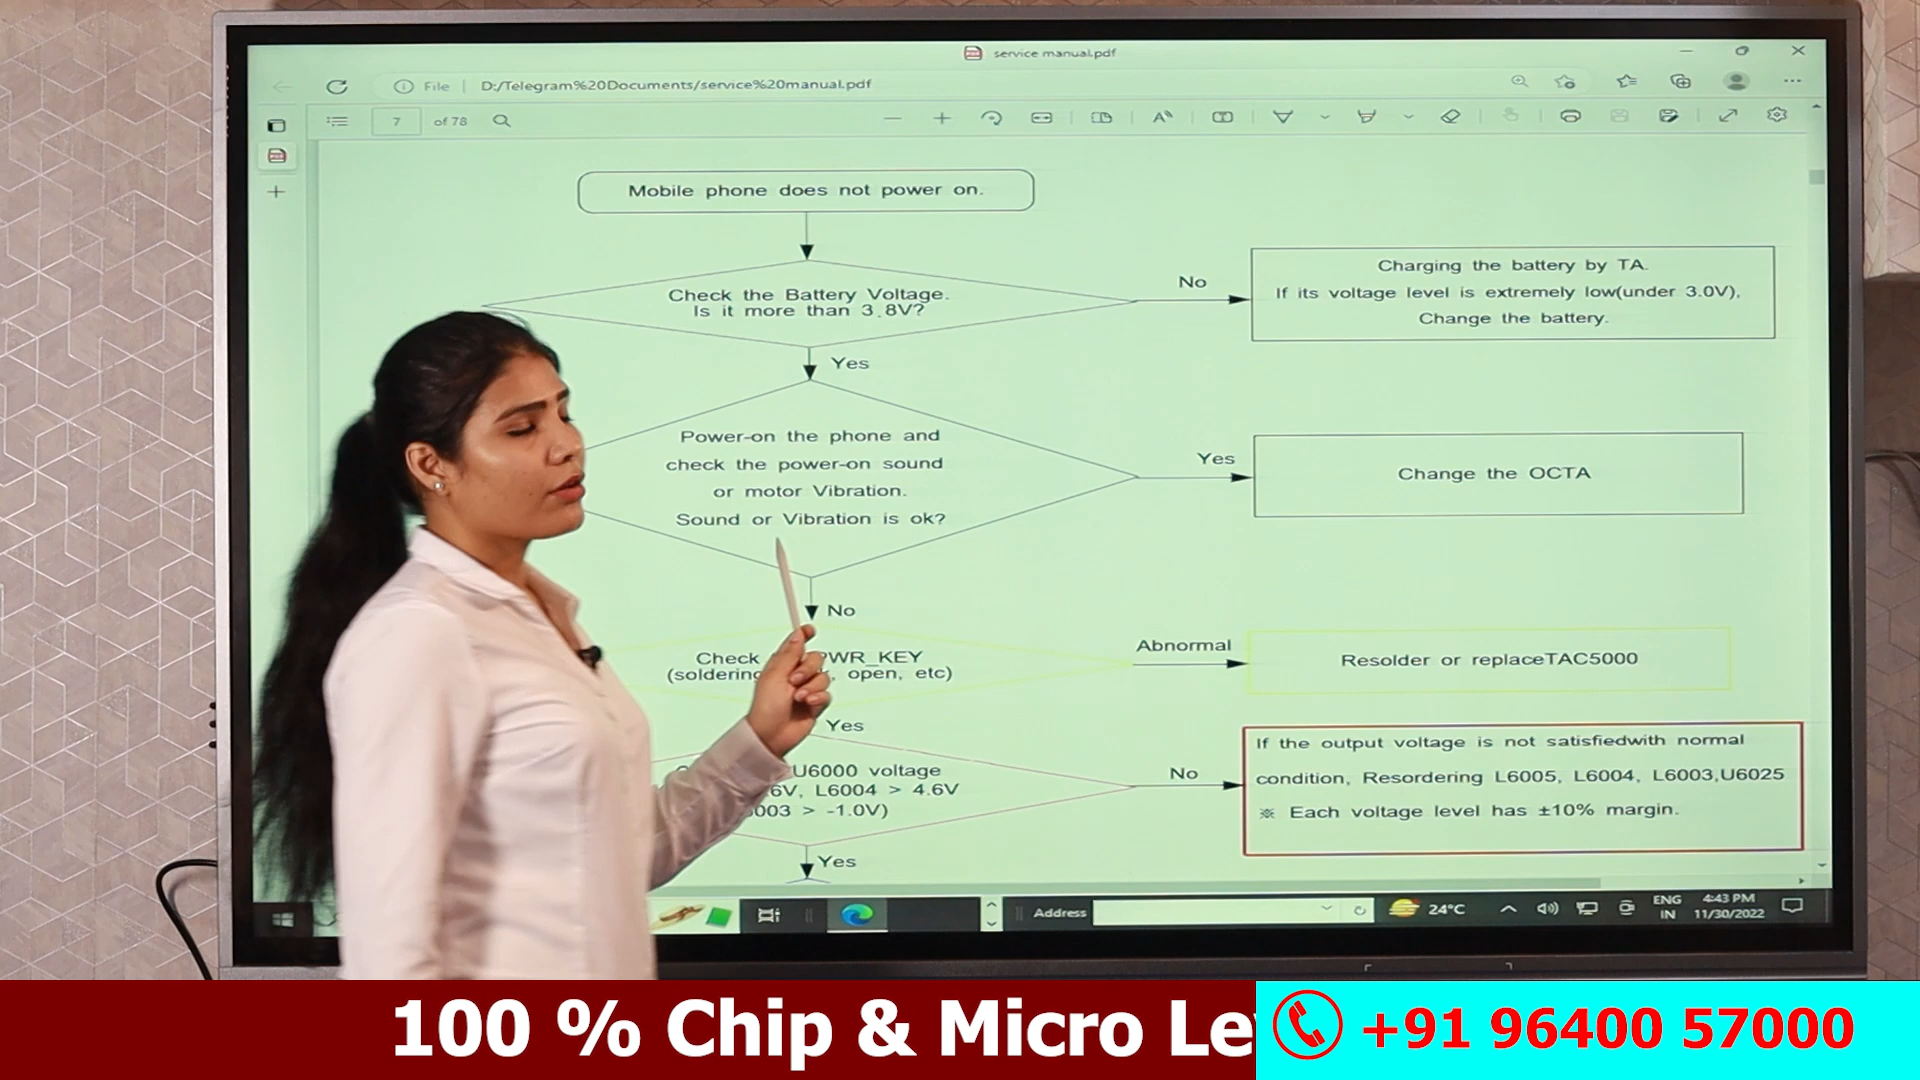 service manual.pdf
File
D:/Telegram%20Documents/service%20manual.pdf
7 of 78
Mobile phone does not power on.
Check the Battery Voltage.
Is it more than 3.8V?
No
Charging the battery by TA.
If its voltage level is extremely low(under 3.0V),
Change the battery.
Yes
Power-on the phone and
check the power-on sound
or motor Vibration.
Sound or Vibration is ok?
Yes
Change the OCTA
No
Check PWR_KEY
(soldering open, etc)
Abnormal
Resolder or replaceTAC5000
Yes
U6000 voltage
6V, L6004 > 4.6V
003 > -1.0V)
No
If the output voltage is not satisfiedwith normal
condition, Resordering L6005, L6004, L6003,U6025
※ Each voltage level has ±10% margin.
Yes
Address
24°C
ENG
IN
4:43 PM
11/30/2022
100 % Chip & Micro Le
+91 96400 57000